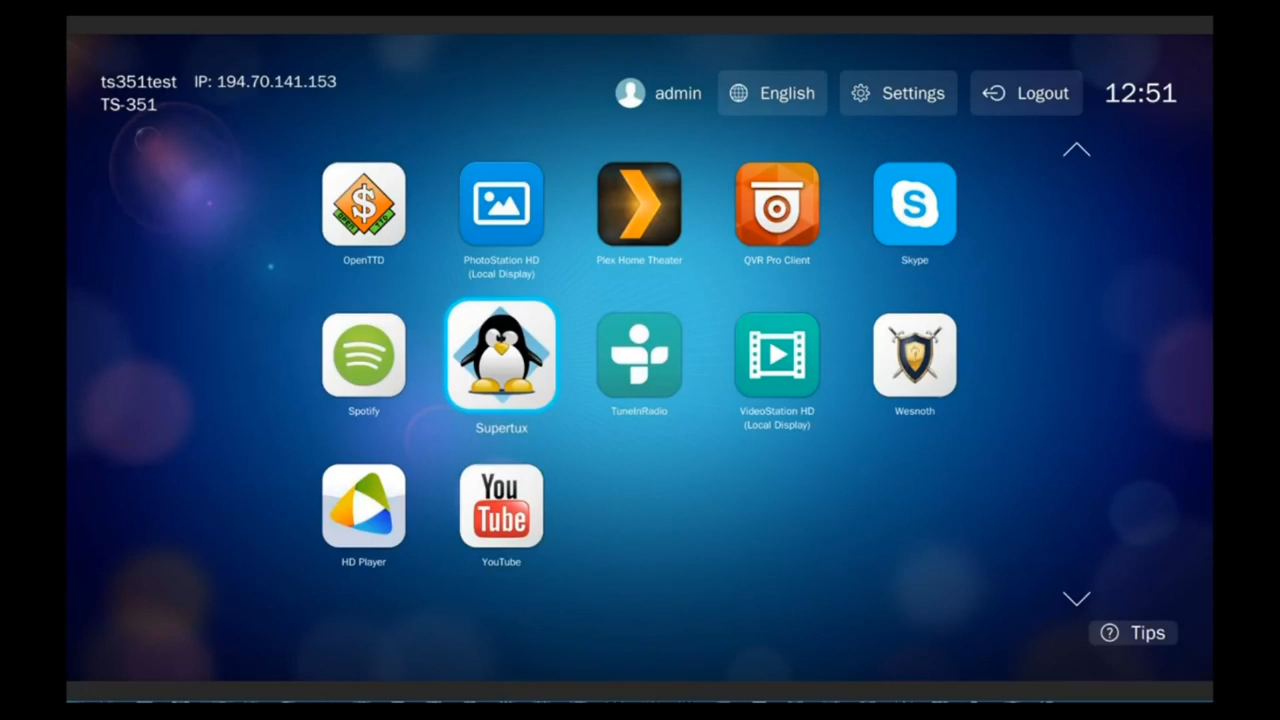 ts351test IP: 194.70.141.153
TS-351
admin
English
Settings
Logout
12:51
$
OPEN TTD
OpenTTD
PhotoStation HD
(Local Display)
Plex Home Theater
QVR Pro Client
S
Skype
Spotify
Supertux
TuneInRadio
VideoStation HD
(Local Display)
Wesnoth
HD Player
You
Tube
YouTube
? Tips